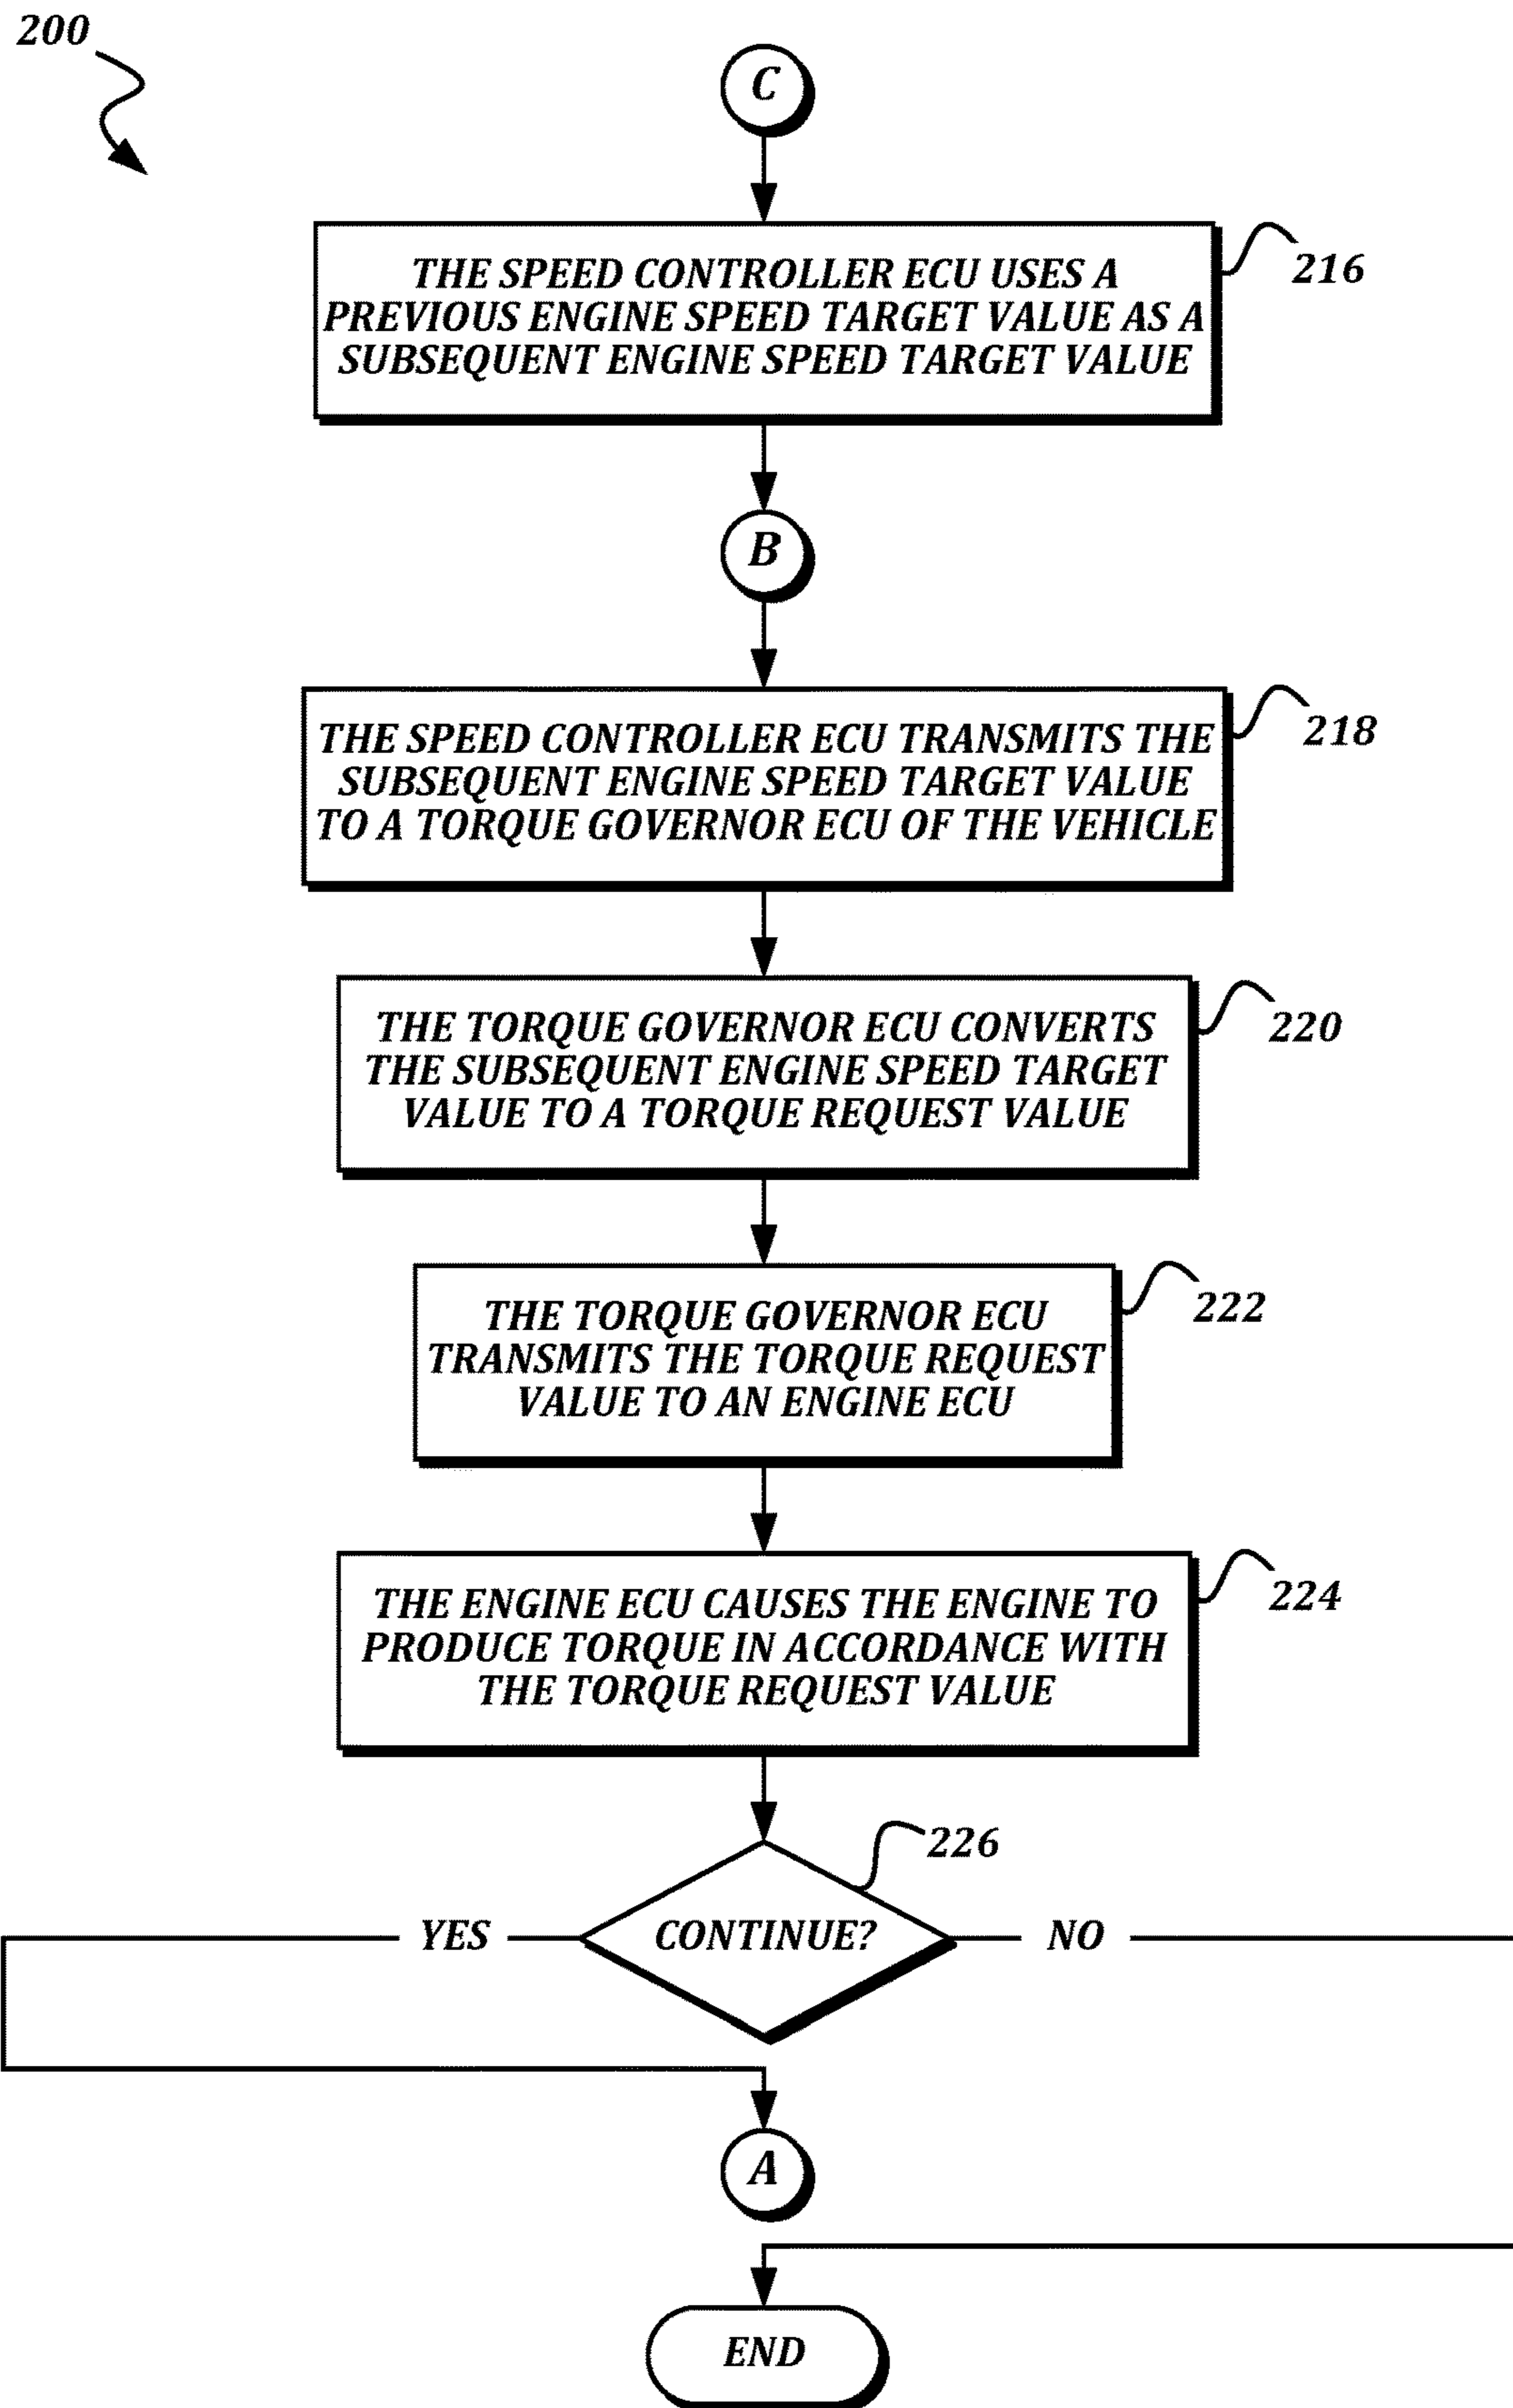 200
C
THE SPEED CONTROLLER ECU USES A
PREVIOUS ENGINE SPEED TARGET VALUE AS A
SUBSEQUENT ENGINE SPEED TARGET VALUE
216
B
THE SPEED CONTROLLER ECU TRANSMITS THE
SUBSEQUENT ENGINE SPEED TARGET VALUE
TO A TORQUE GOVERNOR ECU OF THE VEHICLE
218
THE TORQUE GOVERNOR ECU CONVERTS
THE SUBSEQUENT ENGINE SPEED TARGET
VALUE TO A TORQUE REQUEST VALUE
220
THE TORQUE GOVERNOR ECU
TRANSMITS THE TORQUE REQUEST
VALUE TO AN ENGINE ECU
222
THE ENGINE ECU CAUSES THE ENGINE TO
PRODUCE TORQUE IN ACCORDANCE WITH
THE TORQUE REQUEST VALUE
224
226
YES
CONTINUE?
NO
A
END